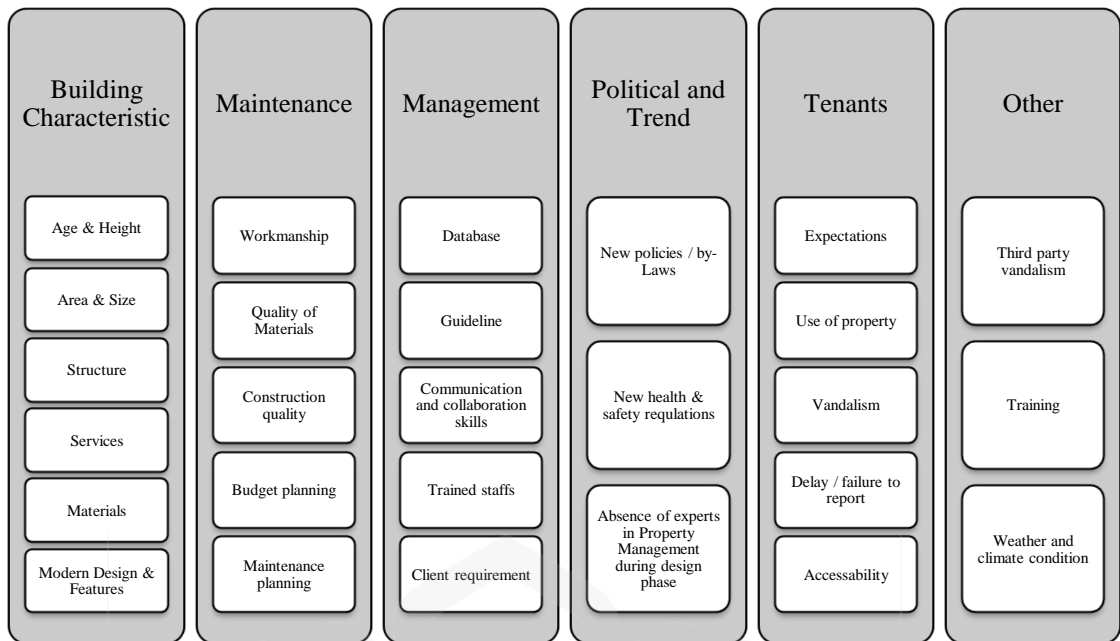 Building
Characteristic
Age & Height
Area & Size
Structure
Services
Materials
Modern Design &
Features
Maintenance
Workmanship
Quality of
Materials
Construction
quality
Budget planning
Maintenance
planning
Management
Database
Guideline
Communication
and collaboration
skills
Trained staffs
Client requirement
Political and
Trend
New policies / by-
Laws
New health &
safety requlations
Absence of experts
in Property
Management
during design
phase
Tenants
Expectations
Use of property
Vandalism
Delay / failure to
report
Accessability
Other
Third party
vandalism
Training
Weather and
climate condition